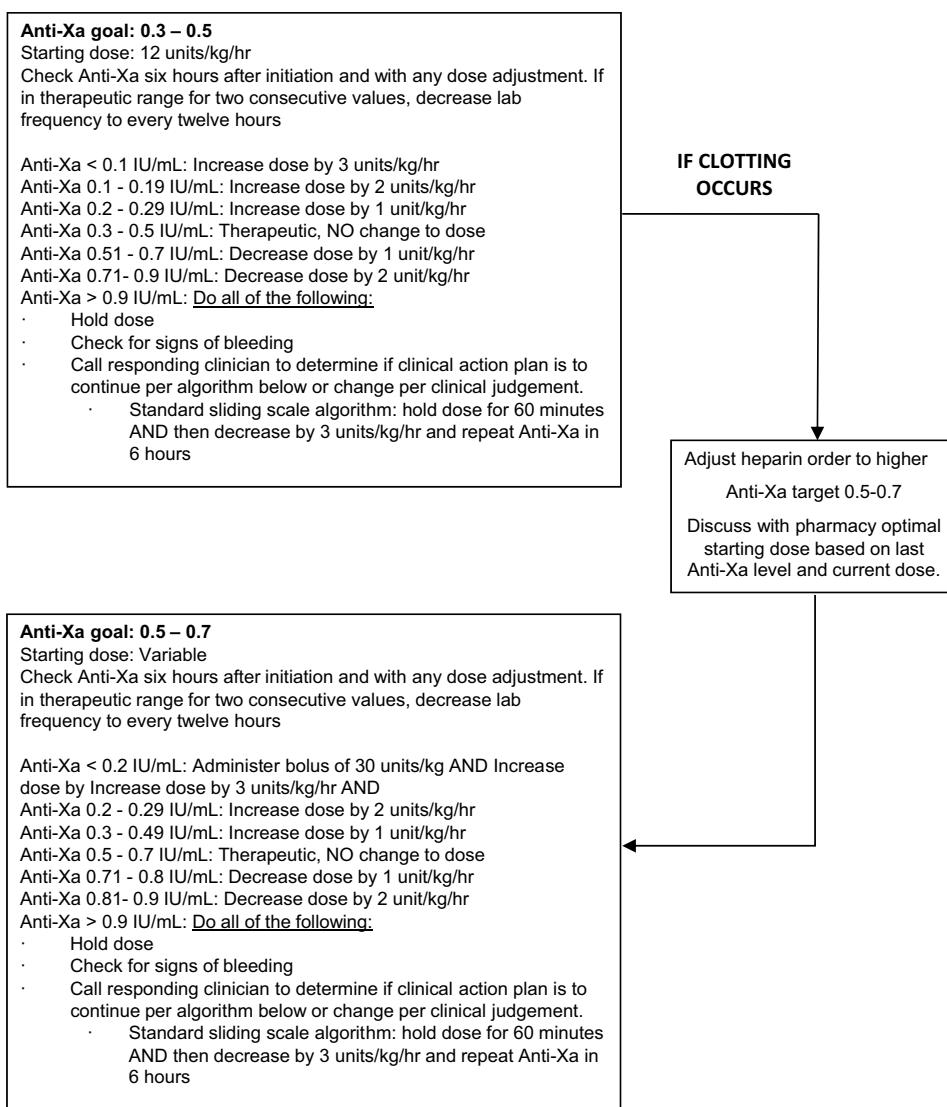 Anti-Xa goal: 0.3 – 0.5
Starting dose: 12 units/kg/hr
Check Anti-Xa six hours after initiation and with any dose adjustment. If
in therapeutic range for two consecutive values, decrease lab
frequency to every twelve hours
Anti-Xa < 0.1 IU/mL: Increase dose by 3 units/kg/hr
Anti-Xa 0.1 - 0.19 IU/mL: Increase dose by 2 units/kg/hr
Anti-Xa 0.2 - 0.29 IU/mL: Increase dose by 1 unit/kg/hr
Anti-Xa 0.3 - 0.5 IU/mL: Therapeutic, NO change to dose
Anti-Xa 0.51 - 0.7 IU/mL: Decrease dose by 1 unit/kg/hr
Anti-Xa 0.71- 0.9 IU/mL: Decrease dose by 2 unit/kg/hr
Anti-Xa > 0.9 IU/mL: Do all of the following:
· Hold dose
· Check for signs of bleeding
· Call responding clinician to determine if clinical action plan is to
continue per algorithm below or change per clinical judgement.
· Standard sliding scale algorithm: hold dose for 60 minutes
AND then decrease by 3 units/kg/hr and repeat Anti-Xa in
6 hours
IF CLOTTING
OCCURS
Adjust heparin order to higher
Anti-Xa target 0.5-0.7
Discuss with pharmacy optimal
starting dose based on last
Anti-Xa level and current dose.
Anti-Xa goal: 0.5 – 0.7
Starting dose: Variable
Check Anti-Xa six hours after initiation and with any dose adjustment. If
in therapeutic range for two consecutive values, decrease lab
frequency to every twelve hours
Anti-Xa < 0.2 IU/mL: Administer bolus of 30 units/kg AND Increase
dose by Increase dose by 3 units/kg/hr AND
Anti-Xa 0.2 - 0.29 IU/mL: Increase dose by 2 units/kg/hr
Anti-Xa 0.3 - 0.49 IU/mL: Increase dose by 1 unit/kg/hr
Anti-Xa 0.5 - 0.7 IU/mL: Therapeutic, NO change to dose
Anti-Xa 0.71 - 0.8 IU/mL: Decrease dose by 1 unit/kg/hr
Anti-Xa 0.81- 0.9 IU/mL: Decrease dose by 2 unit/kg/hr
Anti-Xa > 0.9 IU/mL: Do all of the following:
· Hold dose
· Check for signs of bleeding
· Call responding clinician to determine if clinical action plan is to
continue per algorithm below or change per clinical judgement.
· Standard sliding scale algorithm: hold dose for 60 minutes
AND then decrease by 3 units/kg/hr and repeat Anti-Xa in
6 hours